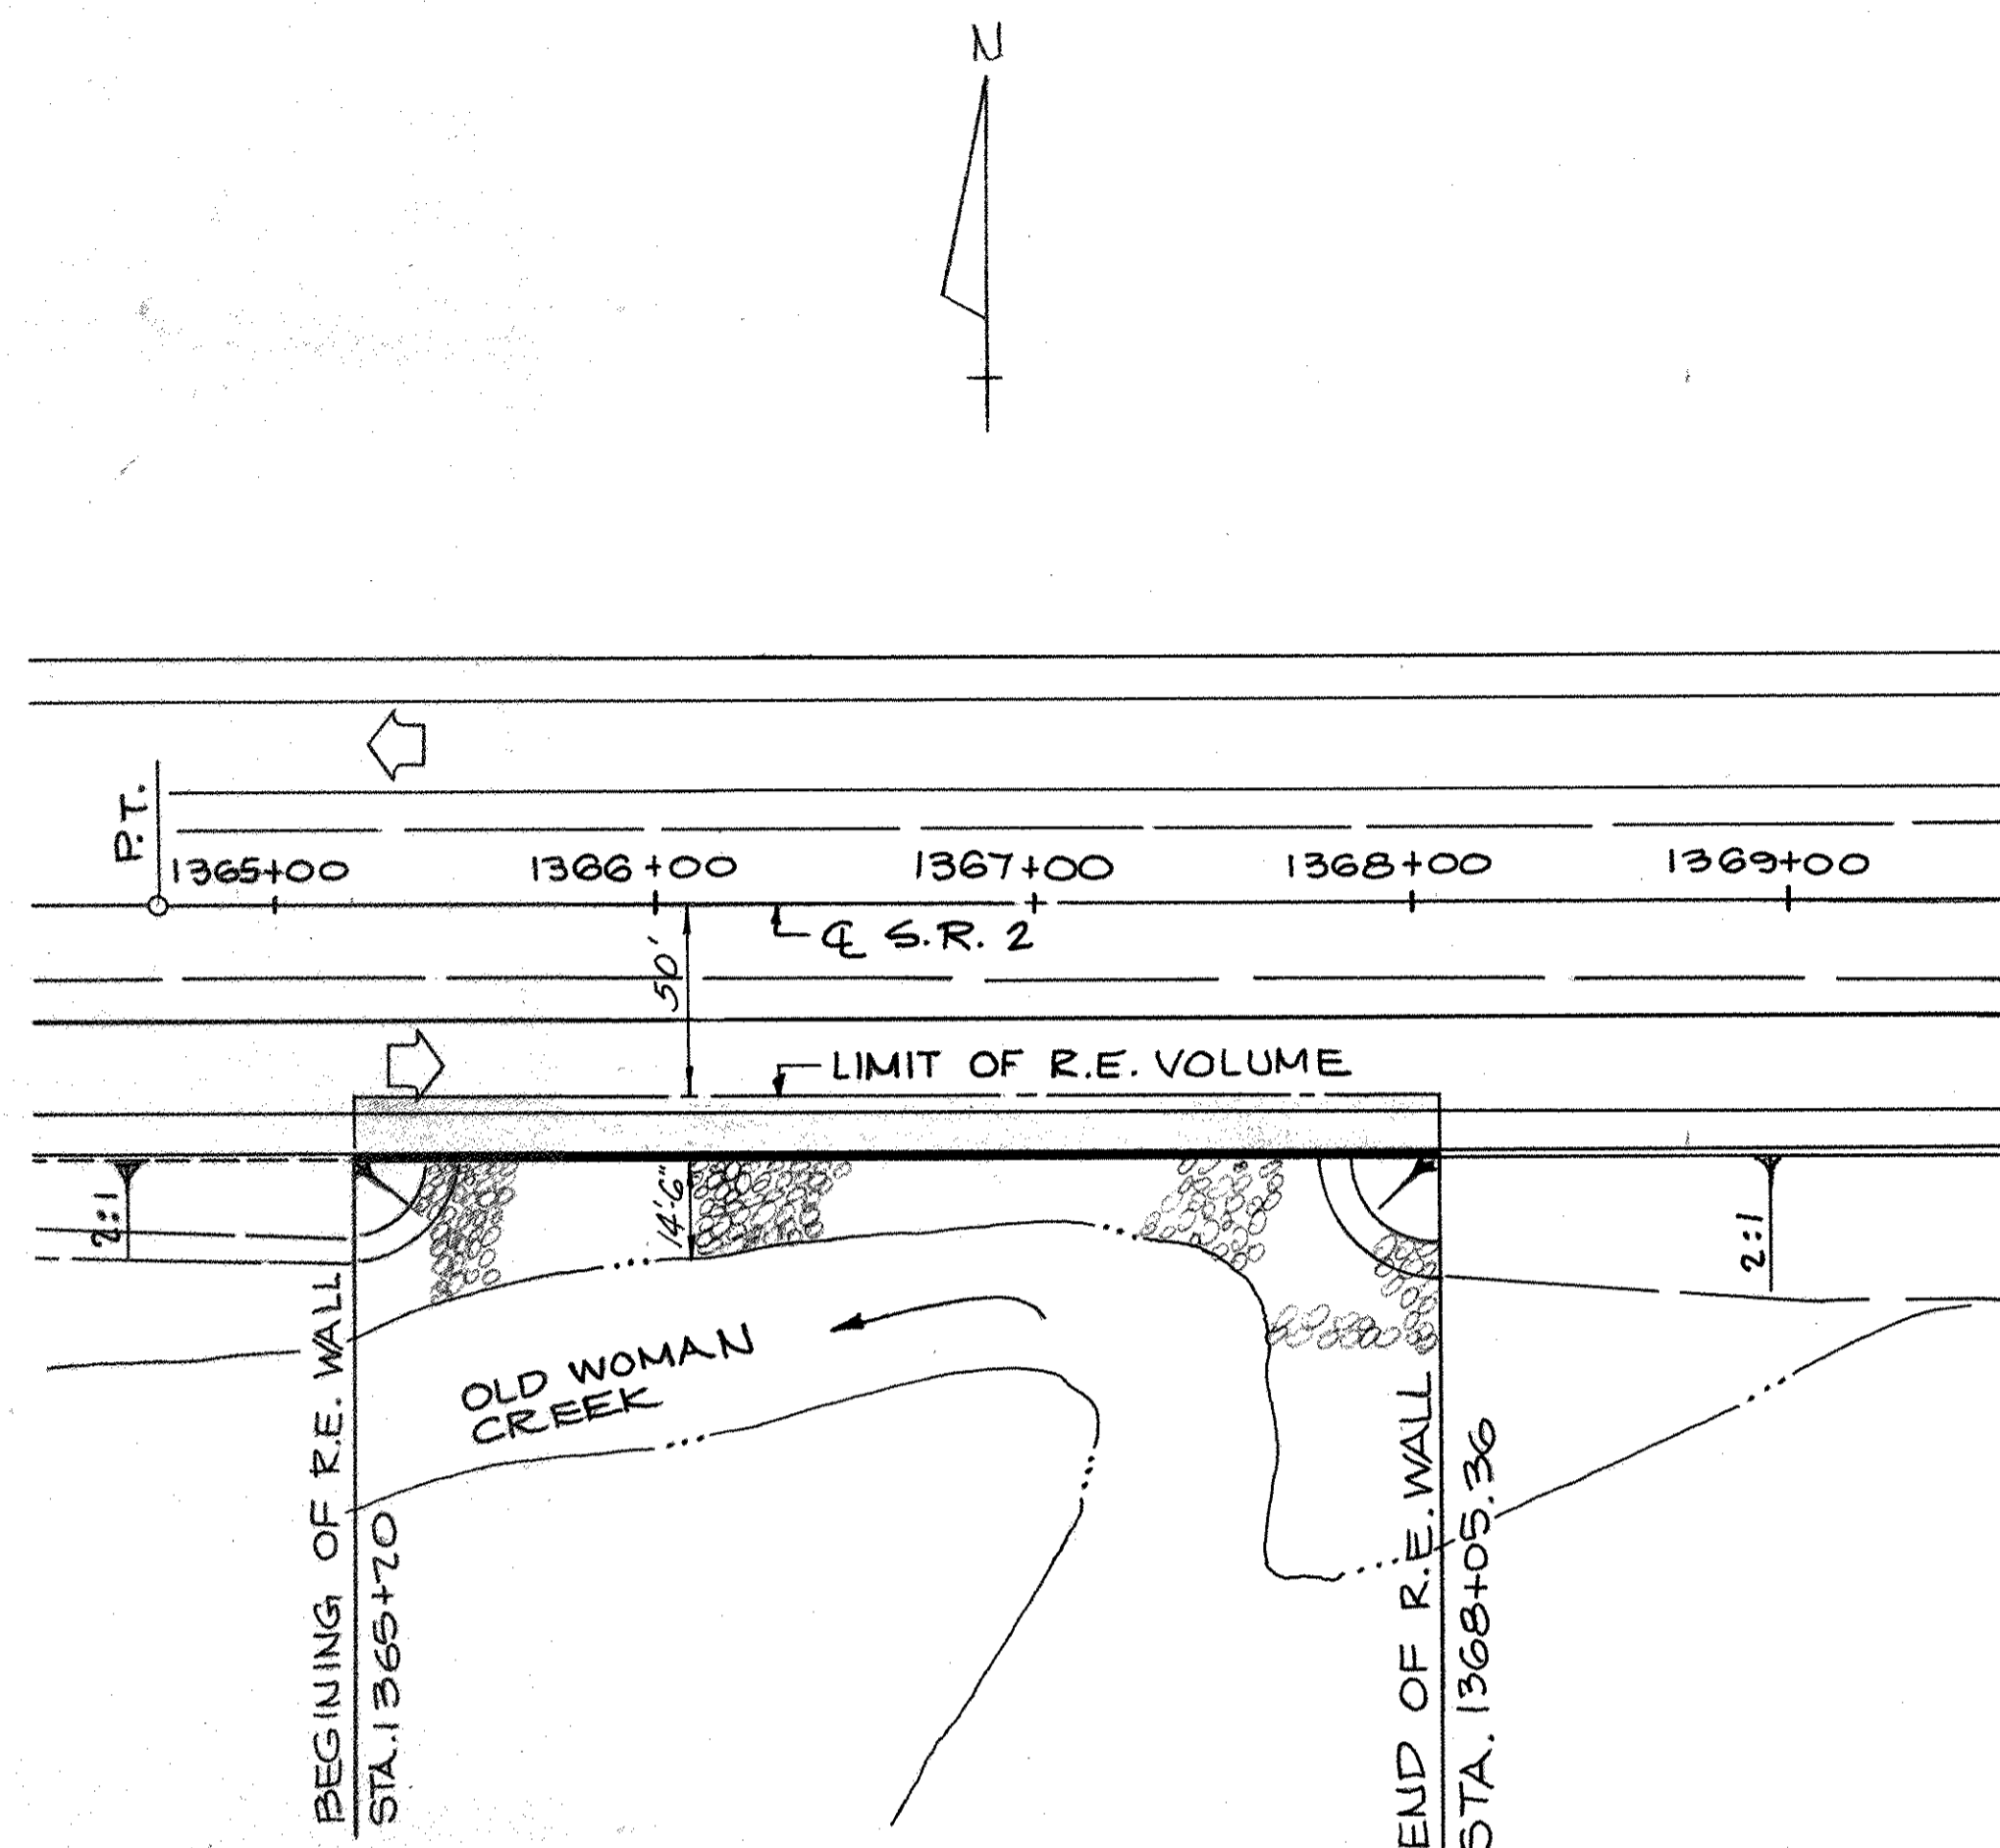 N
P.T.
1365+00 1366+00 1367+00 1368+00 1369+00
℄ S.R. 2
50'
LIMIT OF R.E. VOLUME
2:1
14'-6"
2:1
OLD WOMAN
CREEK
BEGINING OF R.E. WALL
STA. 1365+20
END OF R.E. WALL
STA. 1368+05.36